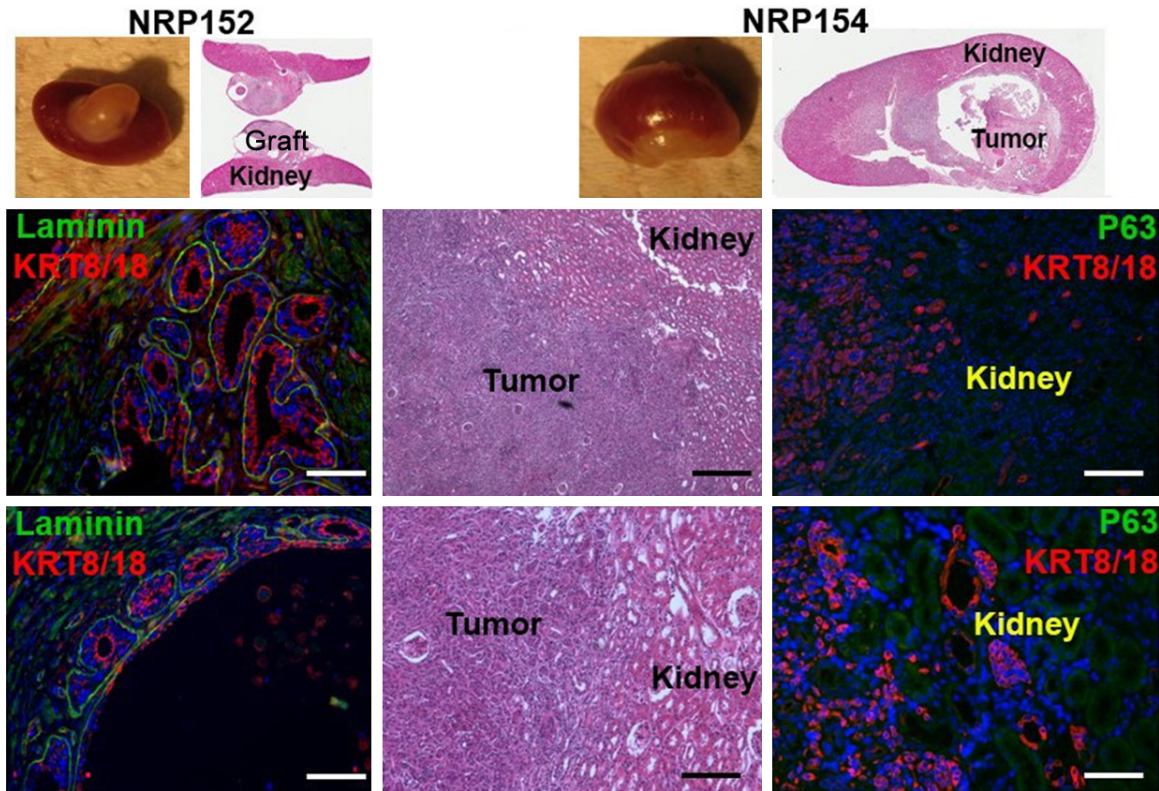 NRP152
NRP154
Graft
Kidney
Kidney
Tumor
Laminin
KRT8/18
Kidney
Tumor
P63
KRT8/18
Kidney
Laminin
KRT8/18
Tumor
Kidney
P63
KRT8/18
Kidney